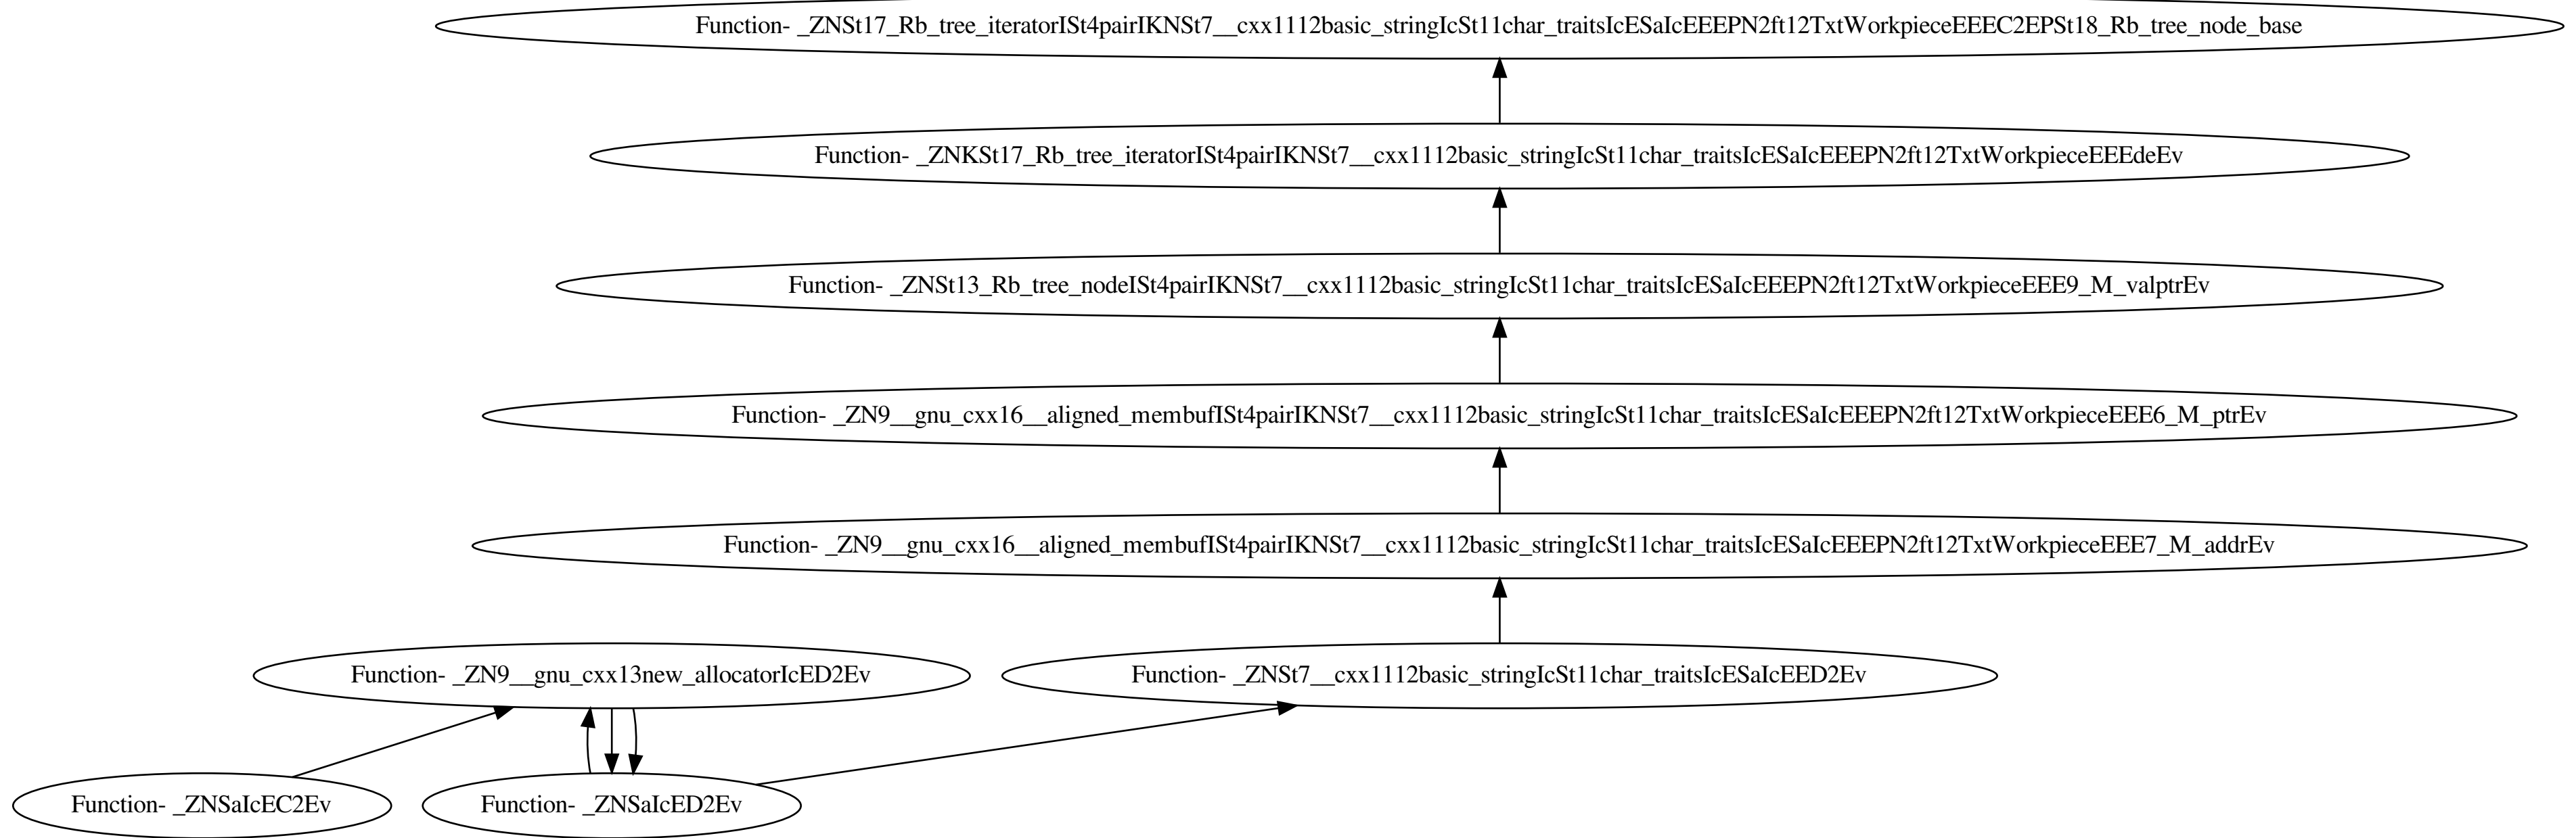 Function- _ZNSt17_Rb_tree_iteratorISt4pairIKNSt7__cxx1112basic_stringIcSt11char_traitsIcESaIcEEEPN2ft12TxtWorkpieceEEEC2EPSt18_Rb_tree_node_base
Function- _ZNKSt17_Rb_tree_iteratorISt4pairIKNSt7__cxx1112basic_stringIcSt11char_traitsIcESaIcEEEPN2ft12TxtWorkpieceEEEdeEv
Function- _ZNSt13_Rb_tree_nodeISt4pairIKNSt7__cxx1112basic_stringIcSt11char_traitsIcESaIcEEEPN2ft12TxtWorkpieceEEE9_M_valptrEv
Function- _ZN9__gnu_cxx16__aligned_membufISt4pairIKNSt7__cxx1112basic_stringIcSt11char_traitsIcESaIcEEEPN2ft12TxtWorkpieceEEE6_M_ptrEv
Function- _ZN9__gnu_cxx16__aligned_membufISt4pairIKNSt7__cxx1112basic_stringIcSt11char_traitsIcESaIcEEEPN2ft12TxtWorkpieceEEE7_M_addrEv
Function- _ZN9__gnu_cxx13new_allocatorIcED2Ev
Function- _ZNSt7__cxx1112basic_stringIcSt11char_traitsIcESaIcEED2Ev
Function- _ZNSaIcEC2Ev
Function- _ZNSaIcED2Ev